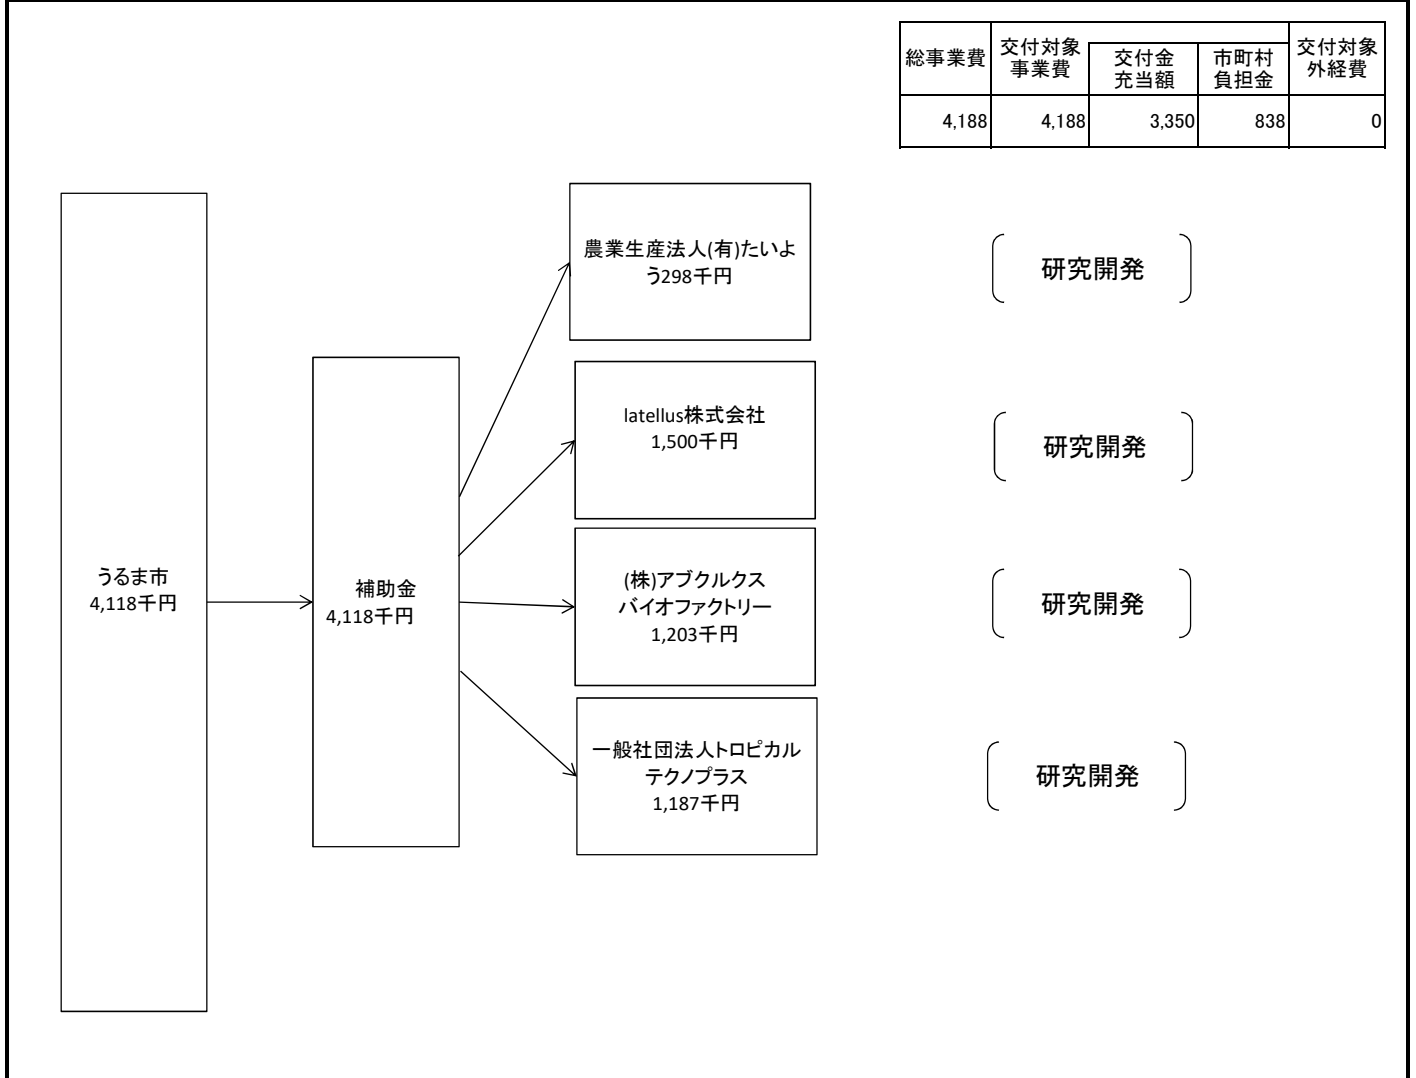 総事業費
交付対象
事業費
交付金
充当額
市町村
負担金
交付対象
外経費
4,188
4,188
3,350
838
0
農業生産法人(有)たいよ
う298千円
研究開発
latellus株式会社
1,500千円
研究開発
うるま市
4,118千円
補助金
4,118千円
(株)アブクルクス
バイオファクトリー
1,203千円
研究開発
一般社団法人トロピカル
テクノプラス
1,187千円
研究開発